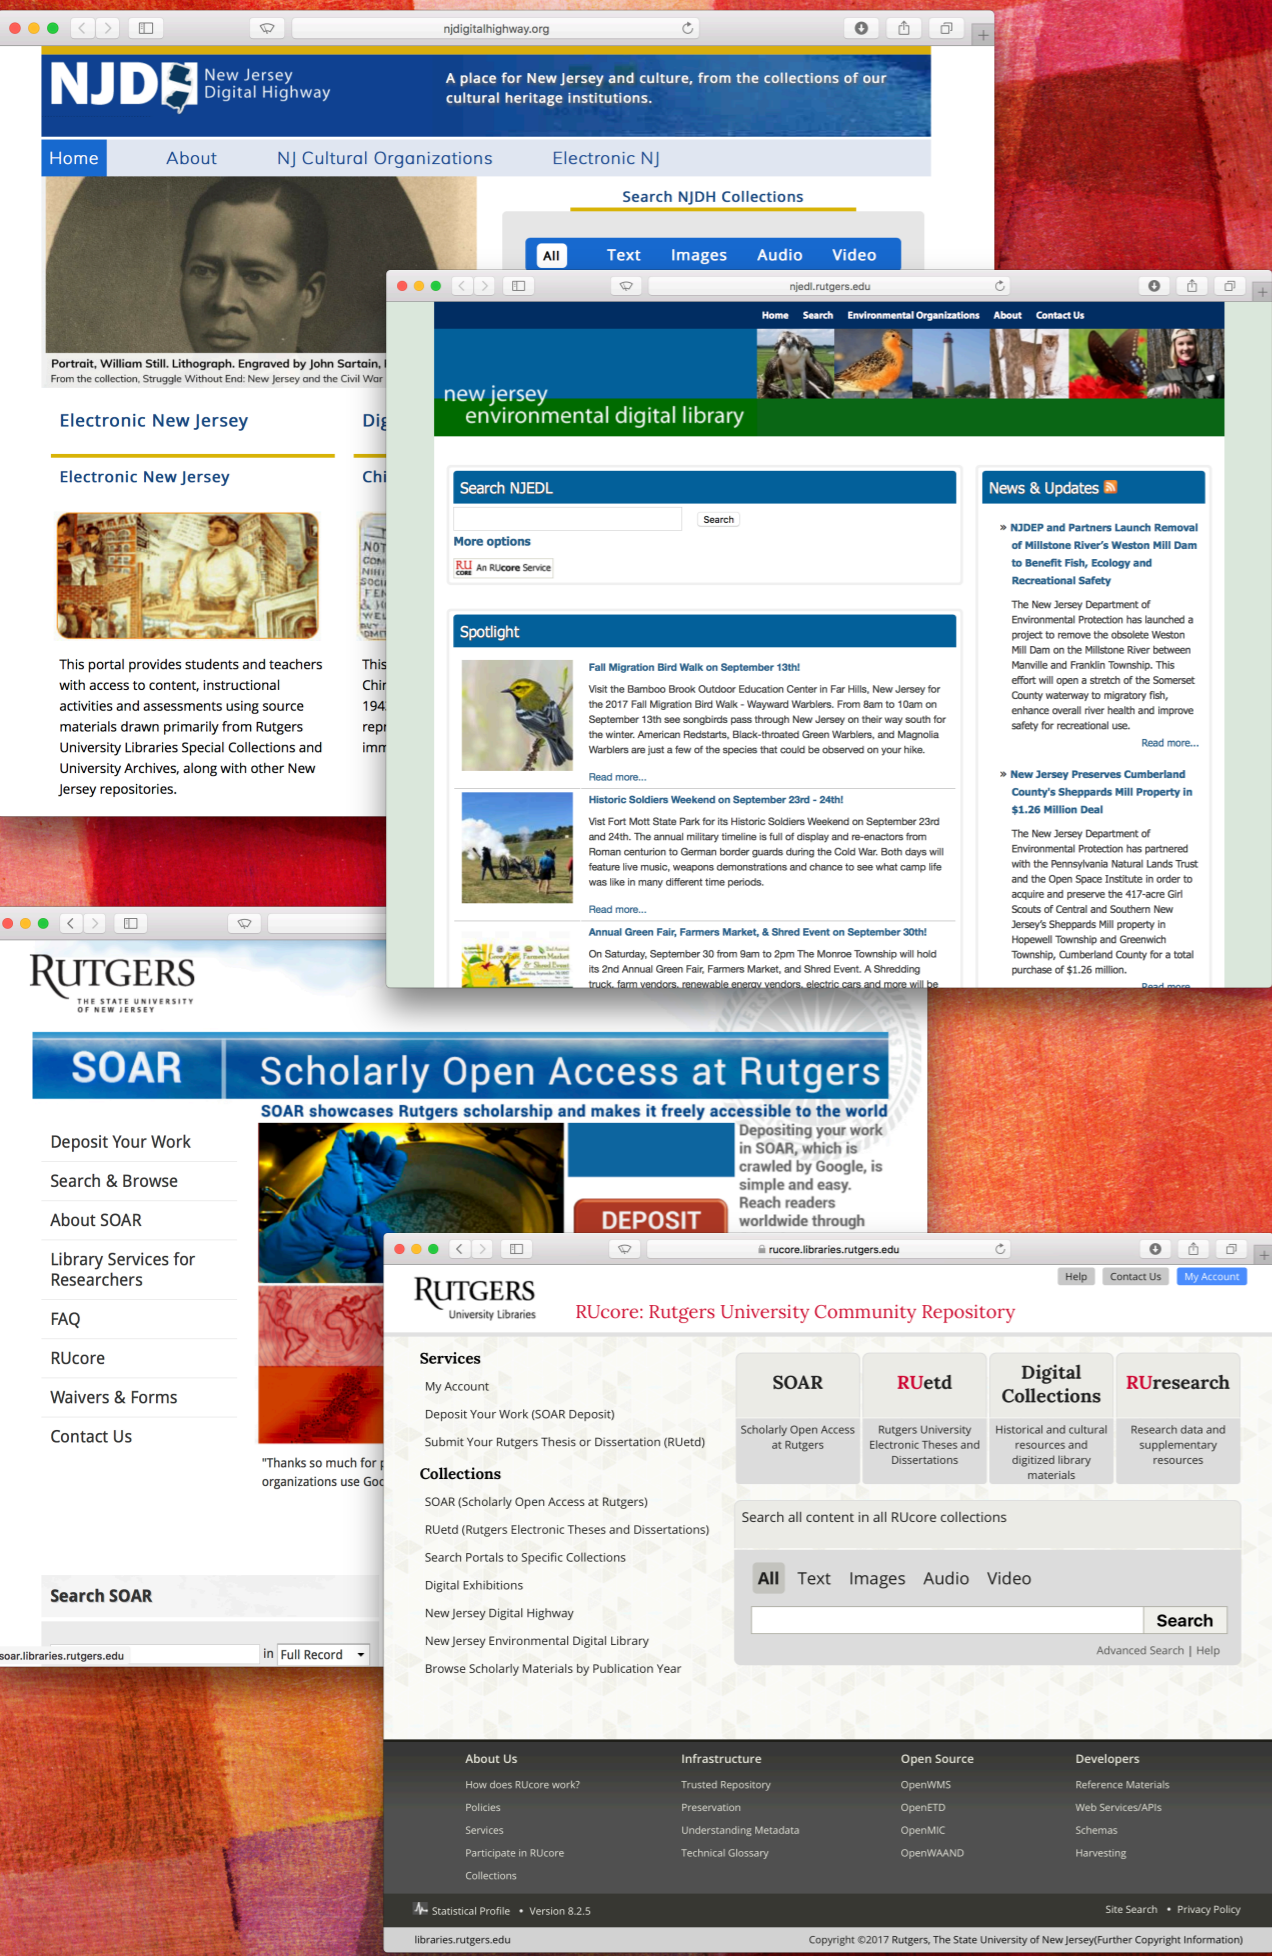 njdigitalhighway.org
NJDH New Jersey Digital Highway
A place for New Jersey and culture, from the collections of our
cultural heritage institutions.
Home About NJ Cultural Organizations Electronic NJ
Search NJDH Collections
All Text Images Audio Video
Portrait, William Still. Lithograph. Engraved by John Sartain,
From the collection, Struggle Without End: New Jersey and the Civil War
Electronic New Jersey
Electronic New Jersey
This portal provides students and teachers
with access to content, instructional
activities and assessments using source
materials drawn primarily from Rutgers
University Libraries Special Collections and
University Archives, along with other New
Jersey repositories.
Dig
Chi
This
Chir
194
repr
imm
njedl.rutgers.edu
Home Search Environmental Organizations About Contact Us
new jersey
environmental digital library
Search NJEDL
Search
More options
RU CORE An RUcore Service
Spotlight
Fall Migration Bird Walk on September 13th!
Visit the Bamboo Brook Outdoor Education Center in Far Hills, New Jersey for
the 2017 Fall Migration Bird Walk - Wayward Warblers. From 8am to 10am on
September 13th see songbirds pass through New Jersey on their way south for
the winter. American Redstarts, Black-throated Green Warblers, and Magnolia
Warblers are just a few of the species that could be observed on your hike.
Read more...
Historic Soldiers Weekend on September 23rd - 24th!
Vist Fort Mott State Park for its Historic Soldiers Weekend on September 23rd
and 24th. The annual military timeline is full of display and re-enactors from
Roman centurion to German border guards during the Cold War. Both days will
feature live music, weapons demonstrations and chance to see what camp life
was like in many different time periods.
Read more...
Annual Green Fair, Farmers Market, & Shred Event on September 30th!
On Saturday, September 30 from 9am to 2pm The Monroe Township will hold
its 2nd Annual Green Fair, Farmers Market, and Shred Event. A Shredding
truck, farm vendors, renewable energy vendors, electric cars and more will be
News & Updates
» NJDEP and Partners Launch Removal
of Millstone River's Weston Mill Dam
to Benefit Fish, Ecology and
Recreational Safety
The New Jersey Department of
Environmental Protection has launched a
project to remove the obsolete Weston
Mill Dam on the Millstone River between
Manville and Franklin Township. This
effort will open a stretch of the Somerset
County waterway to migratory fish,
enhance overall river health and improve
safety for recreational use.
Read more...
» New Jersey Preserves Cumberland
County's Sheppards Mill Property in
$1.26 Million Deal
The New Jersey Department of
Environmental Protection has partnered
with the Pennsylvania Natural Lands Trust
and the Open Space Institute in order to
acquire and preserve the 417-acre Girl
Scouts of Central and Southern New
Jersey's Sheppards Mill property in
Hopewell Township and Greenwich
Township, Cumberland County for a total
purchase of $1.26 million.
Read more
RUTGERS
THE STATE UNIVERSITY
OF NEW JERSEY
SOAR Scholarly Open Access at Rutgers
SOAR showcases Rutgers scholarship and makes it freely accessible to the world
Deposit Your Work
Search & Browse
About SOAR
Library Services for
Researchers
FAQ
RUcore
Waivers & Forms
Contact Us
DEPOSIT
Depositing your work
in SOAR, which is
crawled by Google, is
simple and easy.
Reach readers
worldwide through
"Thanks so much for p
organizations use Goo
Search SOAR
in Full Record
soar.libraries.rutgers.edu
rucore.libraries.rutgers.edu
Help Contact Us My Account
RUTGERS
University Libraries
RUcore: Rutgers University Community Repository
Services
My Account
Deposit Your Work (SOAR Deposit)
Submit Your Rutgers Thesis or Dissertation (RUetd)
Collections
SOAR (Scholarly Open Access at Rutgers)
RUetd (Rutgers Electronic Theses and Dissertations)
Search Portals to Specific Collections
Digital Exhibitions
New Jersey Digital Highway
New Jersey Environmental Digital Library
Browse Scholarly Materials by Publication Year
SOAR
Scholarly Open Access
at Rutgers
RUetd
Rutgers University
Electronic Theses and
Dissertations
Digital
Collections
Historical and cultural
resources and
digitized library
materials
RUresearch
Research data and
supplementary
resources
Search all content in all RUcore collections
All Text Images Audio Video
Search
Advanced Search | Help
About Us
How does RUcore work?
Policies
Services
Participate in RUcore
Collections
Infrastructure
Trusted Repository
Preservation
Understanding Metadata
Technical Glossary
Open Source
OpenWMS
OpenETD
OpenMIC
OpenWAAND
Developers
Reference Materials
Web Services/APIs
Schemas
Harvesting
Statistical Profile • Version 8.2.5
Site Search • Privacy Policy
libraries.rutgers.edu
Copyright ©2017 Rutgers, The State University of New Jersey(Further Copyright Information)